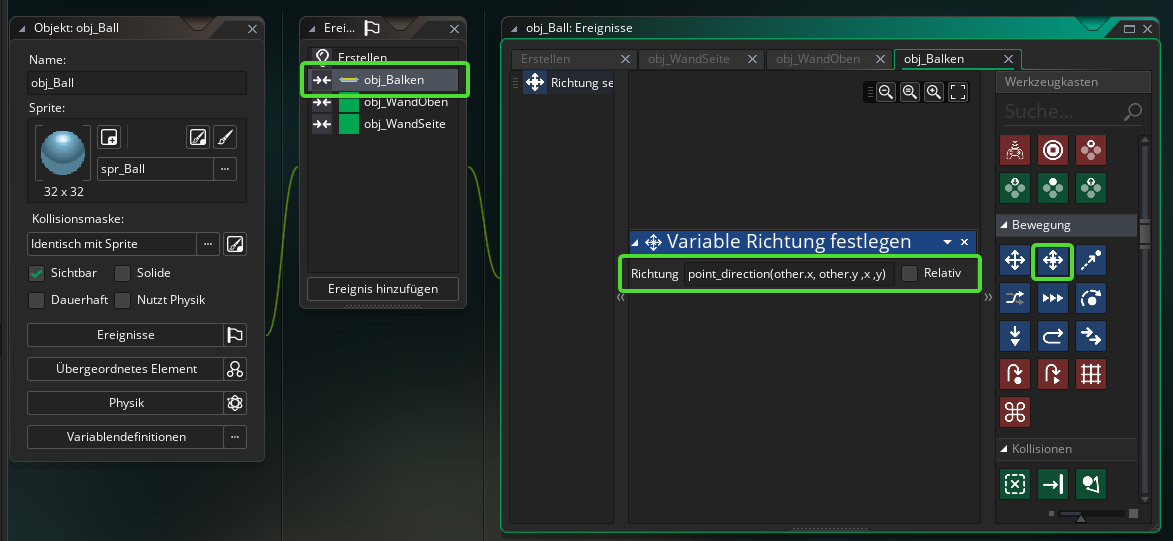 Objekt: obj_Ball
Name:
obj_Ball
Sprite:
spr_Ball
32 x 32
Kollisionsmaske:
Identisch mit Sprite
Sichtbar
Solide
Dauerhaft
Nutzt Physik
Ereignisse
Übergeordnetes Element
Physik
Variablendefinitionen
Erei...
Erstellen
obj_Balken
obj_WandOben
obj_WandSeite
Ereignis hinzufügen
obj_Ball: Ereignisse
Erstellen
obj_WandSeite
obj_WandOben
obj_Balken
Richtung se
Variable Richtung festlegen
Richtung point_direction(other.x, other.y ,x ,y) Relativ
Werkzeugkasten
Suche...
Bewegung
Kollisionen